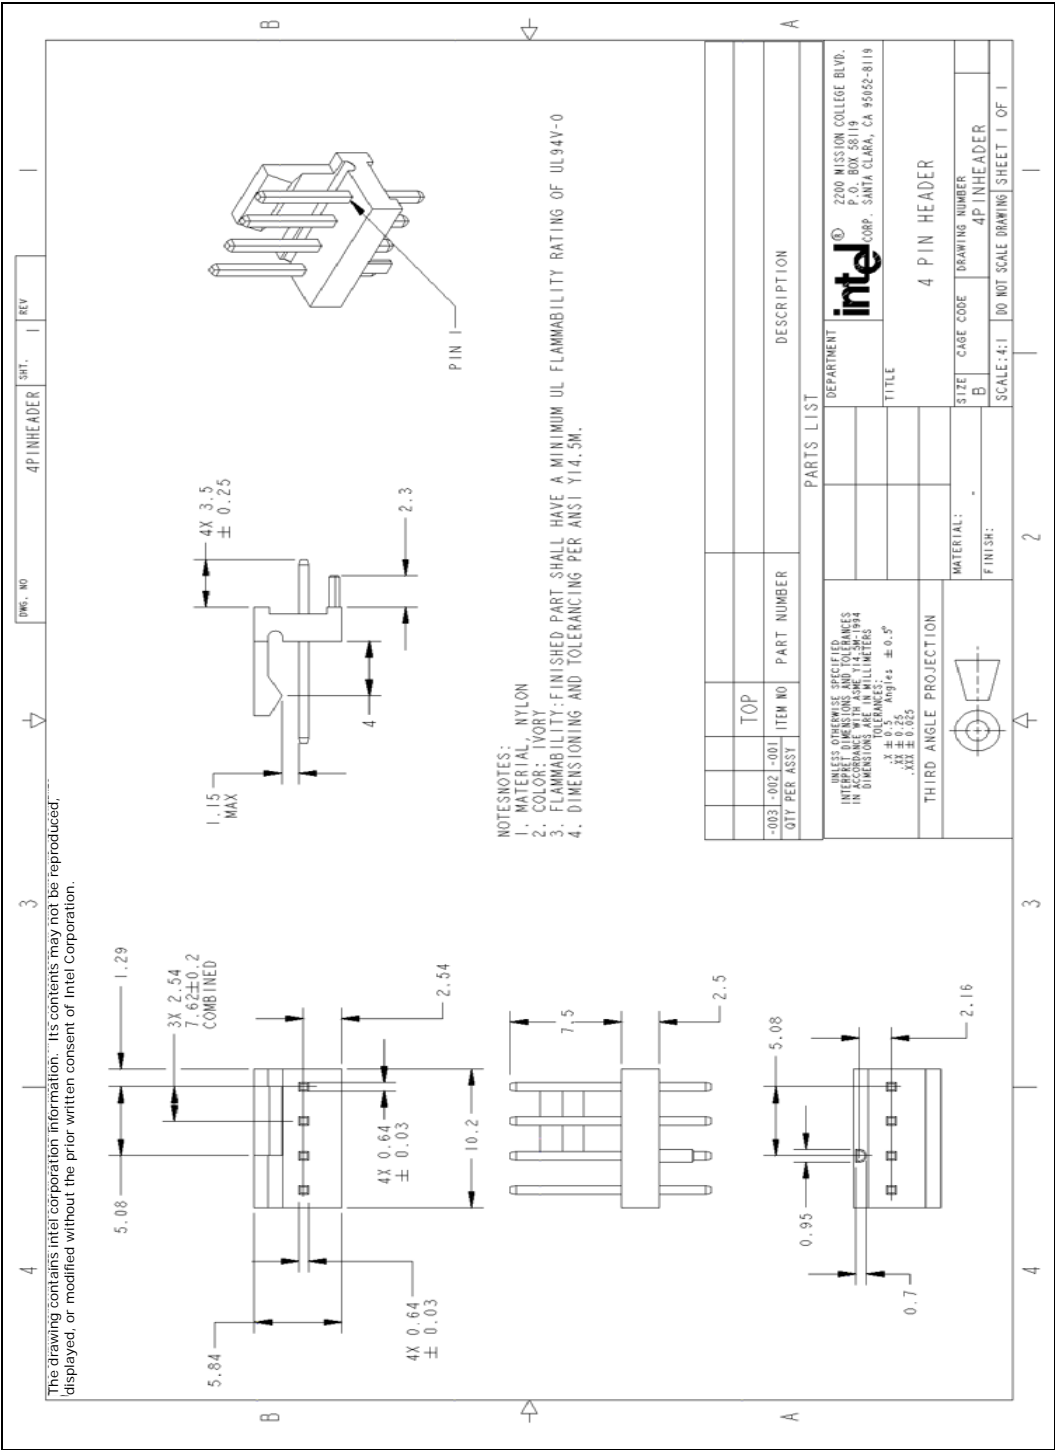 The drawing contains intel corporation information. Its contents may not be reproduced,
displayed, or modified without the prior written consent of Intel Corporation.
4
3
2
1
DWG. NO
4PINHEADER
SHT.
1
REV
B
A
5.84
5.08
1.29
3X 2.54
7.62±0.2
COMBINED
2.54
4X 0.64
± 0.03
4X 0.64
± 0.03
10.2
7.5
2.5
5.08
2.16
0.95
0.7
1.15
MAX
4
4X 3.5
± 0.25
2.3
PIN 1
NOTESNOTES:
1. MATERIAL, NYLON
2. COLOR: IVORY
3. FLAMMABILITY:FINISHED PART SHALL HAVE A MINIMUM UL FLAMMABILITY RATING OF UL94V-0
4. DIMENSIONING AND TOLERANCING PER ANSI Y14.5M.
TOP
-003 -002 -001
ITEM NO
PART NUMBER
DESCRIPTION
QTY PER ASSY
PARTS LIST
UNLESS OTHERWISE SPECIFIED
INTERPRET DIMENSIONS AND TOLERANCES
IN ACCORDANCE WITH ASME Y14.5M-1994
DIMENSIONS ARE IN MILLIMETERS
TOLERANCES:
.X ± 0.5 Angles ±0.5°
.XX ± 0.25
.XXX ± 0.025
THIRD ANGLE PROJECTION
DEPARTMENT
intel®
CORP.
2200 MISSION COLLEGE BLVD.
P.O. BOX 58119
SANTA CLARA, CA 95052-8119
TITLE
4 PIN HEADER
MATERIAL: -
FINISH:
SIZE
B
CAGE CODE
DRAWING NUMBER
4PINHEADER
SCALE:4:1
DO NOT SCALE DRAWING
SHEET 1 OF 1
B
A
4
3
2
1